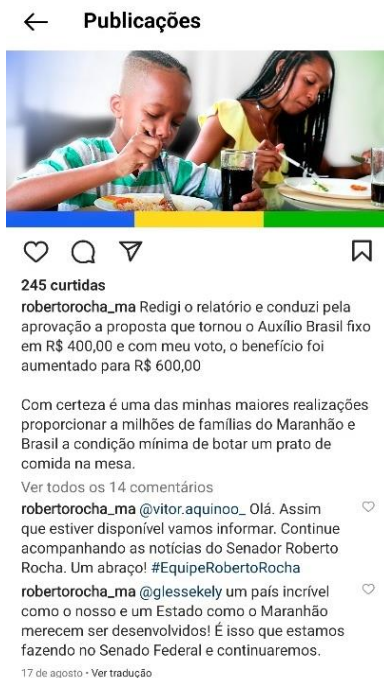 Publicações
245 curtidas
robertorocha_ma Redigi o relatório e conduzi pela
aprovação a proposta que tornou o Auxílio Brasil fixo
em R$ 400,00 e com meu voto, o benefício foi
aumentado para R$ 600,00
Com certeza é uma das minhas maiores realizações
proporcionar a milhões de famílias do Maranhão e
Brasil a condição mínima de botar um prato de
comida na mesa.
Ver todos os 14 comentários
robertorocha_ma @vitor.aquinoo_ Olá. Assim
que estiver disponível vamos informar. Continue
acompanhando as notícias do Senador Roberto
Rocha. Um abraço! #EquipeRobertoRocha
robertorocha_ma @glessekely um país incrível
como o nosso e um Estado como o Maranhão
merecem ser desenvolvidos! É isso que estamos
fazendo no Senado Federal e continuaremos.
17 de agosto · Ver tradução